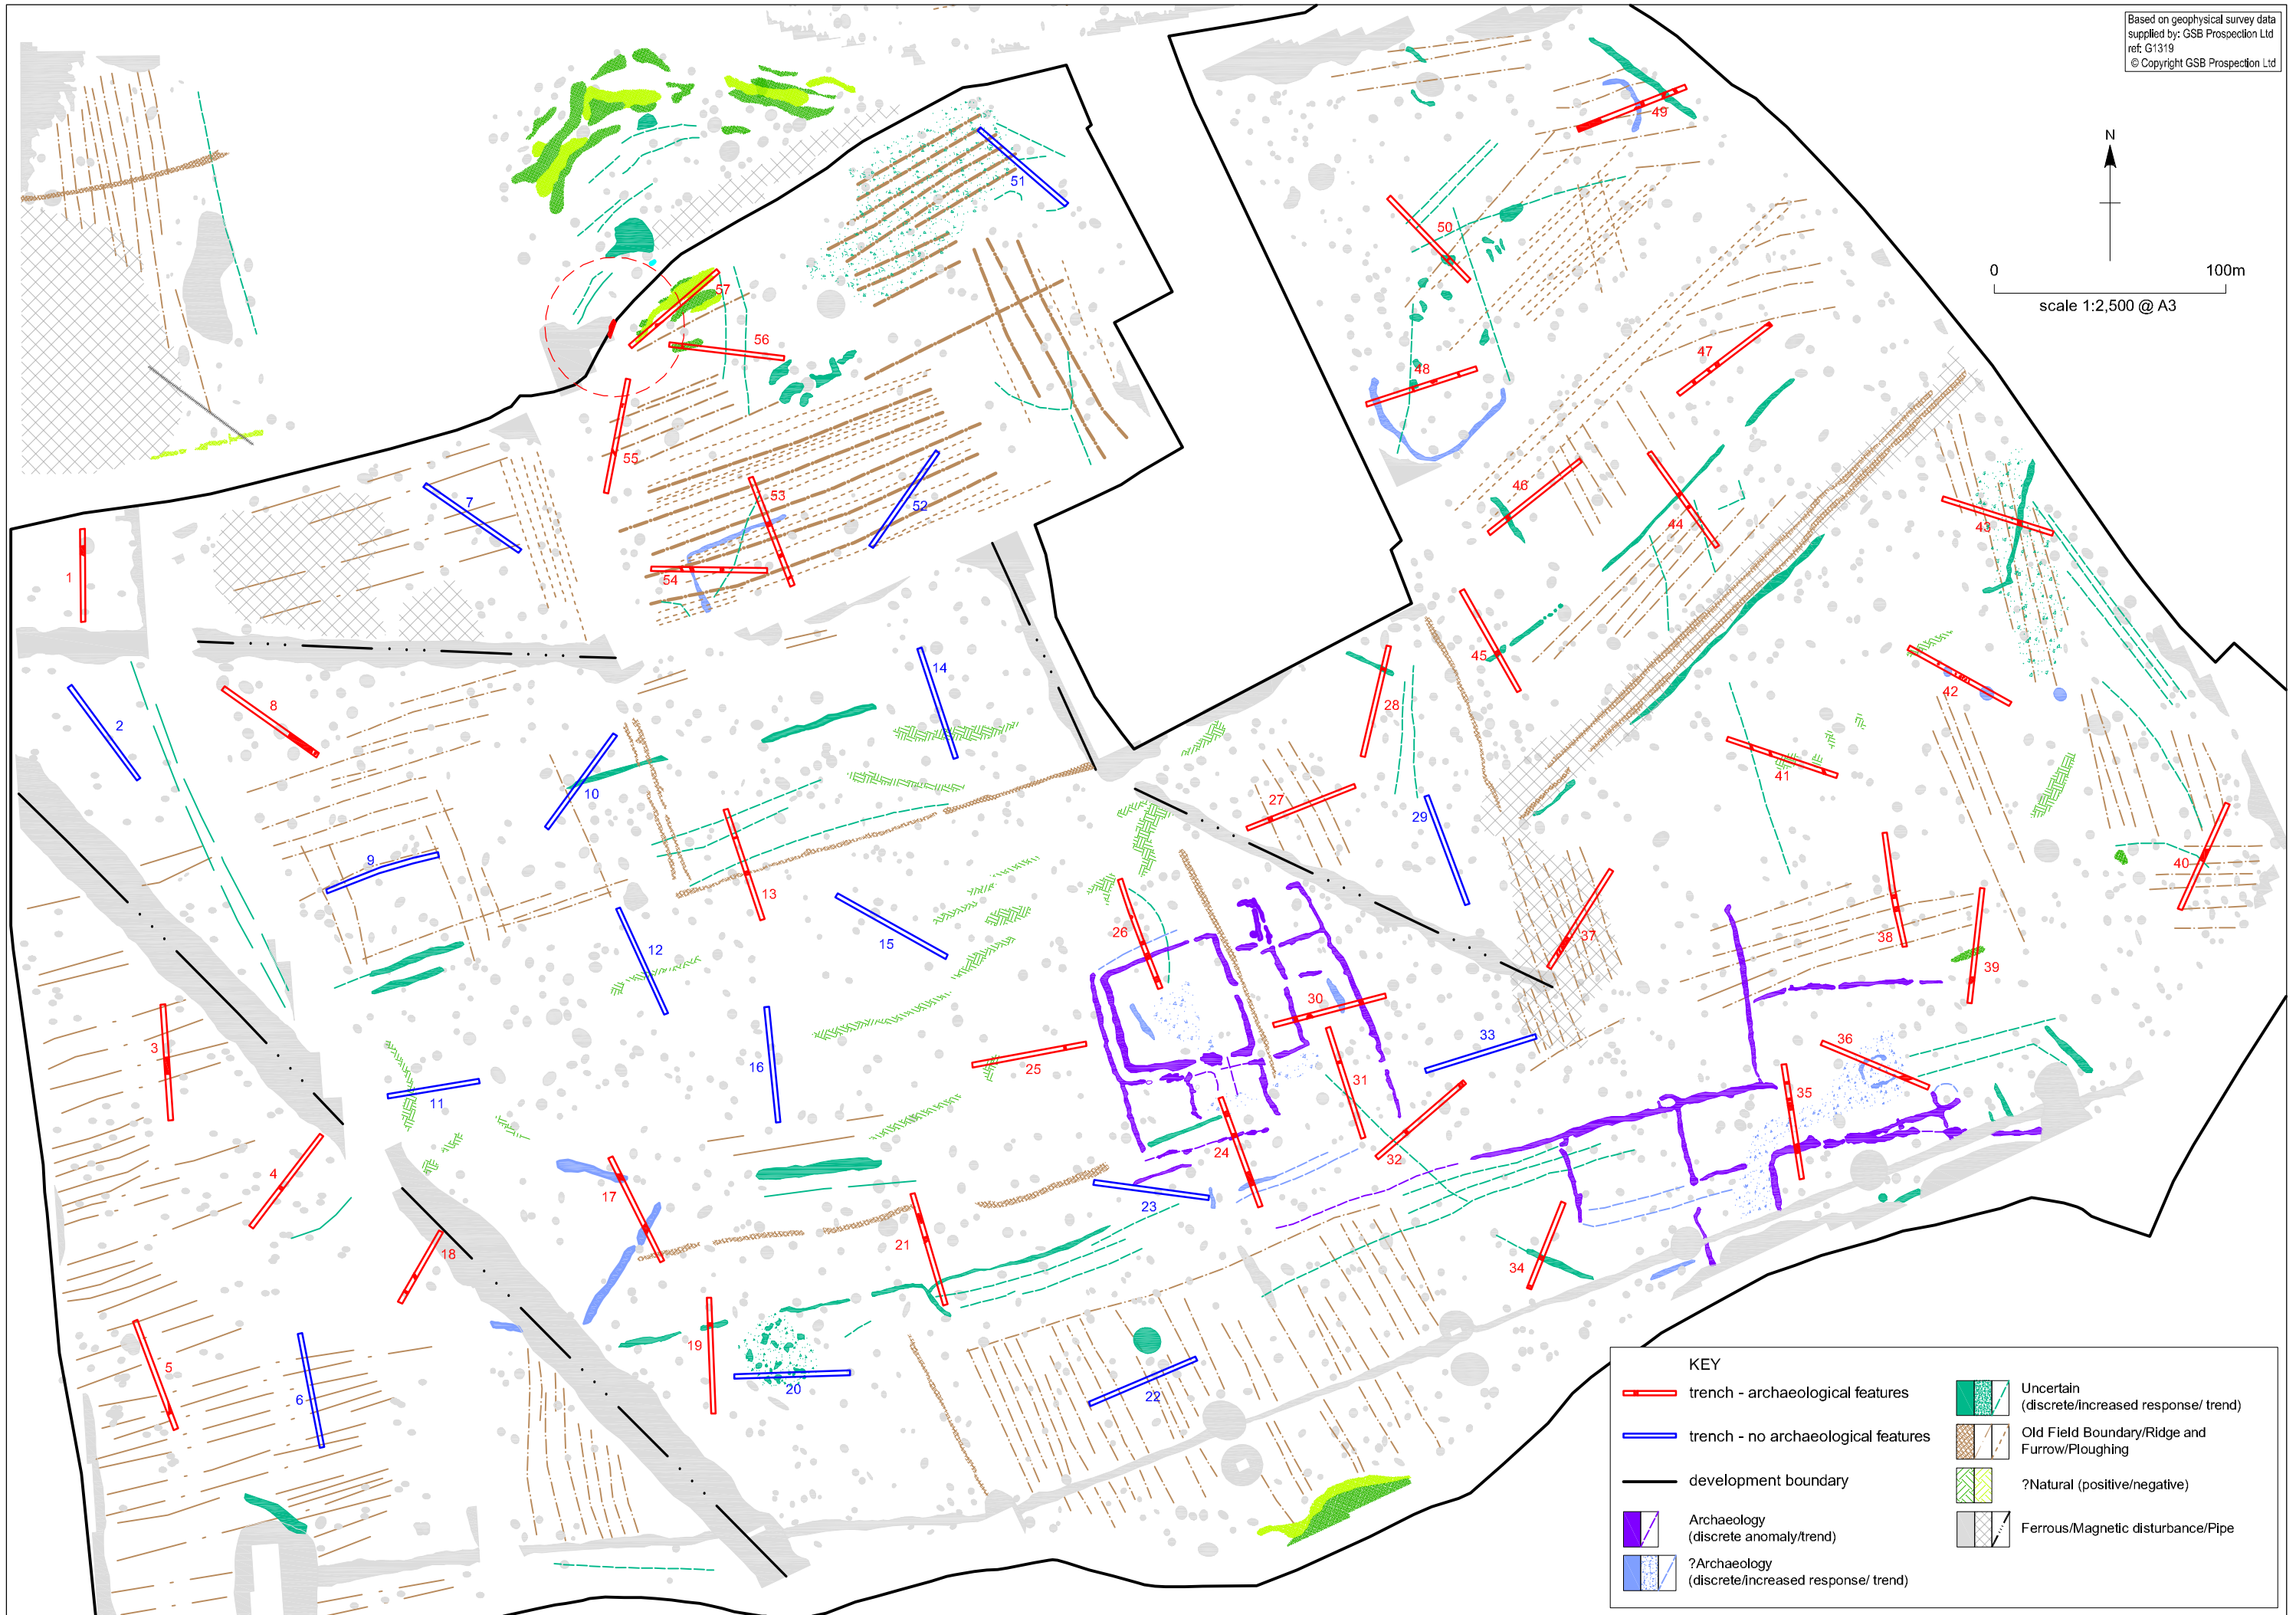 Based on geophysical survey data
supplied by: GSB Prospection Ltd
ref: G1319
© Copyright GSB Prospection Ltd
N
0 100m
scale 1:2,500 @ A3
49
51
50
57
56
48
47
55
7
53
52
46
44
43
1
54
45
14
28
42
2
8
10
41
27
29
9
13
40
12
15
26
37
38
39
3
30
33
36
16
25
11
31
35
4
24
32
17
23
18
21
34
19
5
20
22
6
KEY
trench - archaeological features
trench - no archaeological features
development boundary
Archaeology
(discrete anomaly/trend)
?Archaeology
(discrete/increased response/ trend)
Uncertain
(discrete/increased response/ trend)
Old Field Boundary/Ridge and
Furrow/Ploughing
?Natural (positive/negative)
Ferrous/Magnetic disturbance/Pipe